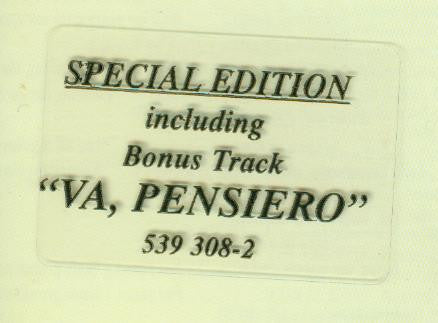 SPECIAL EDITION
including
Bonus Track
“VA, PENSIERO”
539 308-2